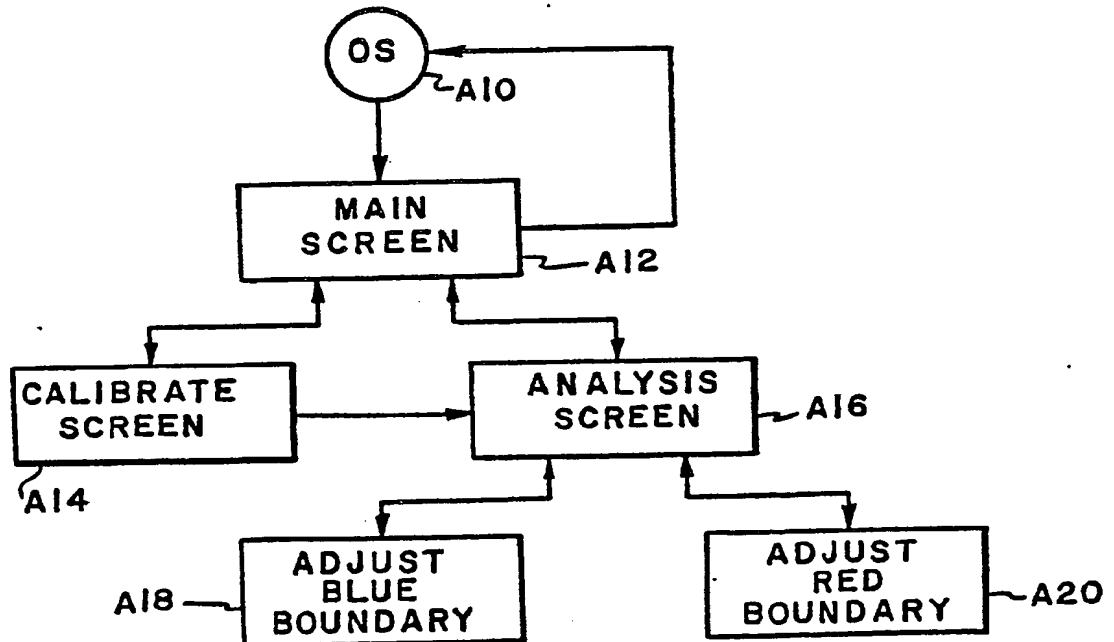 OS
A10
MAIN
SCREEN
A12
CALIBRATE
SCREEN
A14
ANALYSIS
SCREEN
A16
ADJUST
BLUE
BOUNDARY
A18
ADJUST
RED
BOUNDARY
A20